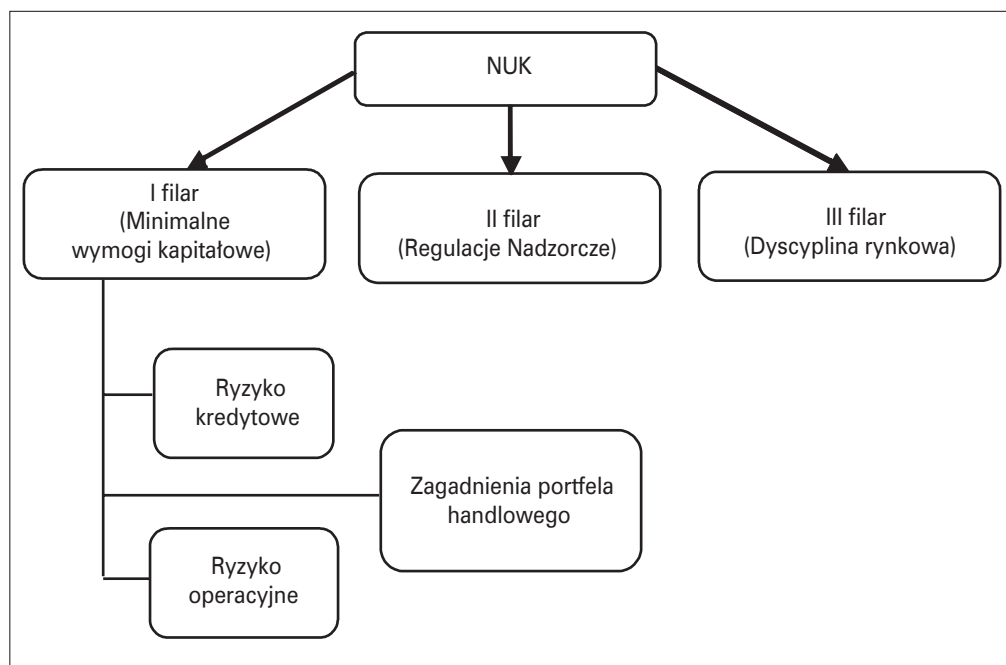 NUK
I filar
(Minimalne
wymogi kapitałowe)
II filar
(Regulacje Nadzorcze)
III filar
(Dyscyplina rynkowa)
Ryzyko
kredytowe
Zagadnienia portfela
handlowego
Ryzyko
operacyjne